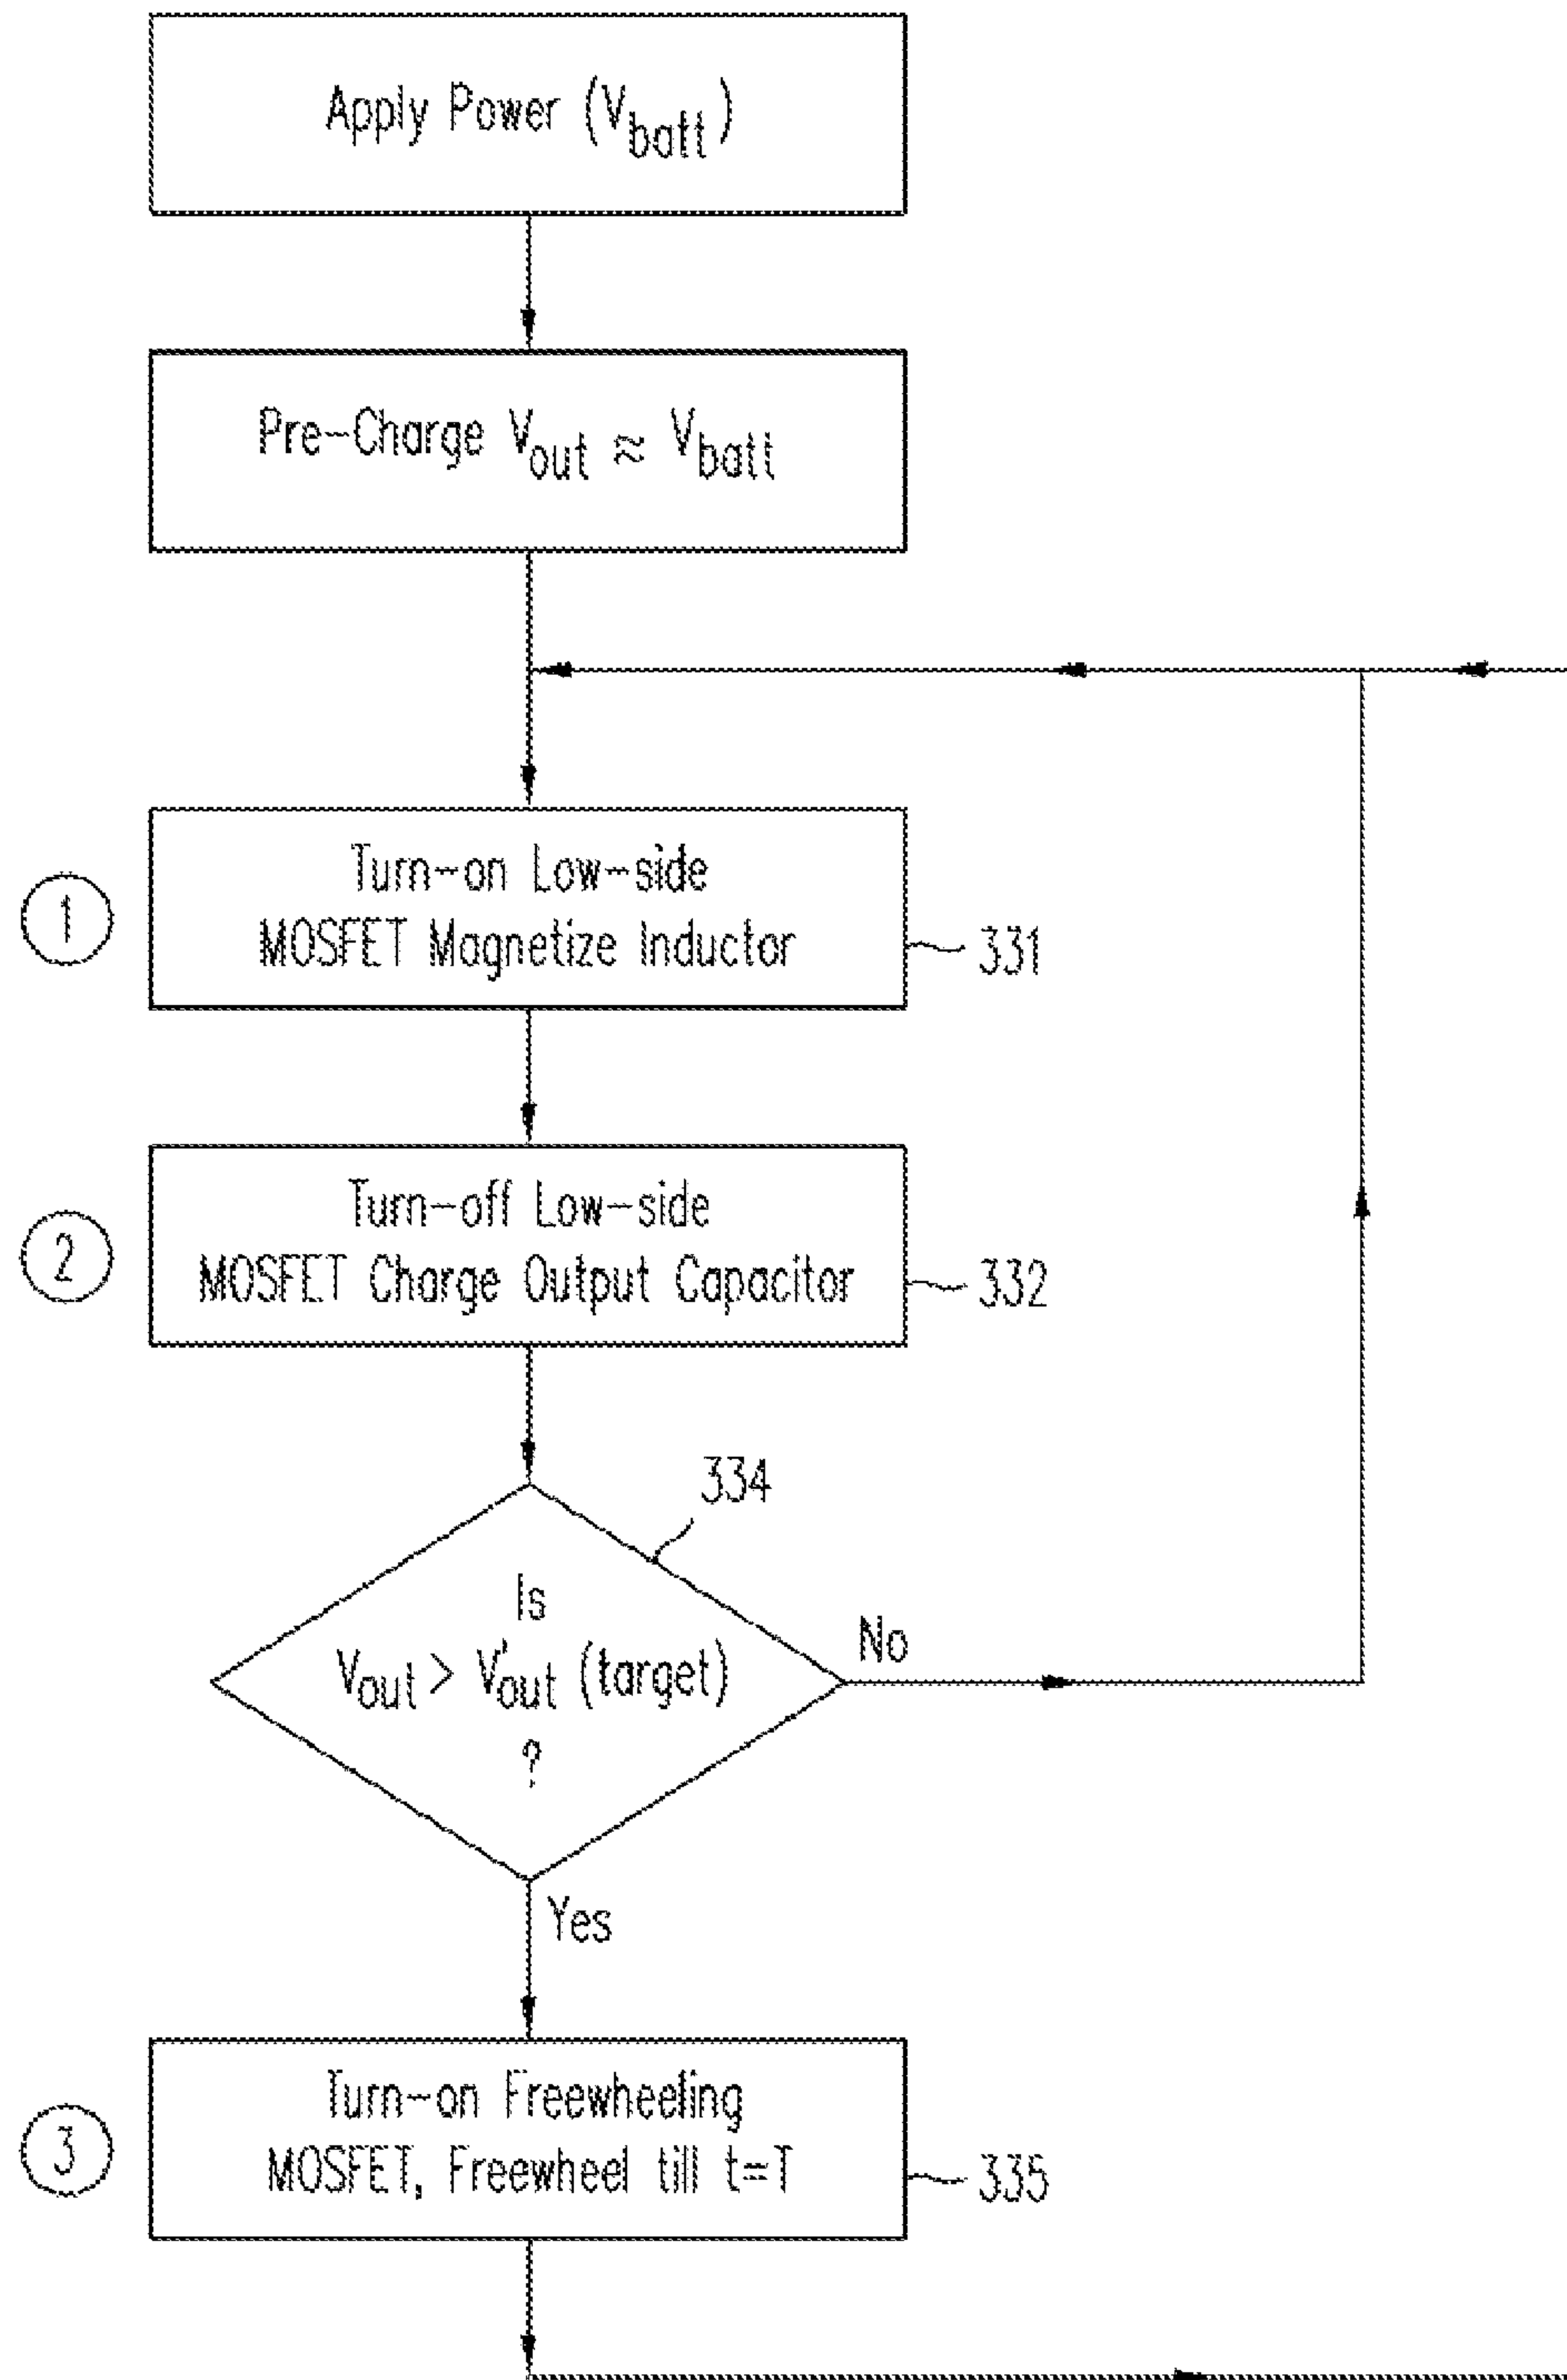 Apply Power (Vbatt)
Pre-Charge Vout ≈ Vbatt
1
Turn-on Low-side
MOSFET Magnetize Inductor
331
2
Turn-off Low-side
MOSFET Charge Output Capacitor
332
334
Is
Vout > V'out (target)
?
No
Yes
3
Turn-on Freewheeling
MOSFET, Freewheel till t=T
335